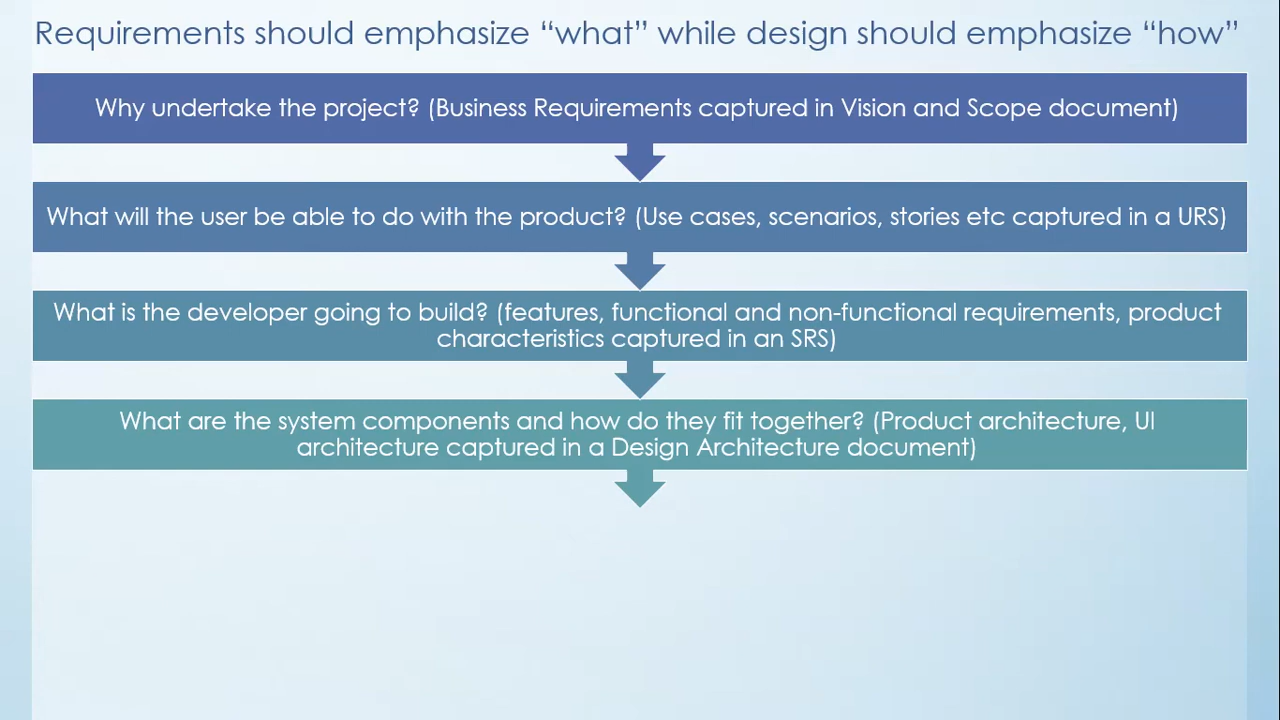 Requirements should emphasize “what” while design should emphasize “how”
Why undertake the project? (Business Requirements captured in Vision and Scope document)
What will the user be able to do with the product? (Use cases, scenarios, stories etc captured in a URS)
What is the developer going to build? (features, functional and non-functional requirements, product
characteristics captured in an SRS)
What are the system components and how do they fit together? (Product architecture, UI
architecture captured in a Design Architecture document)